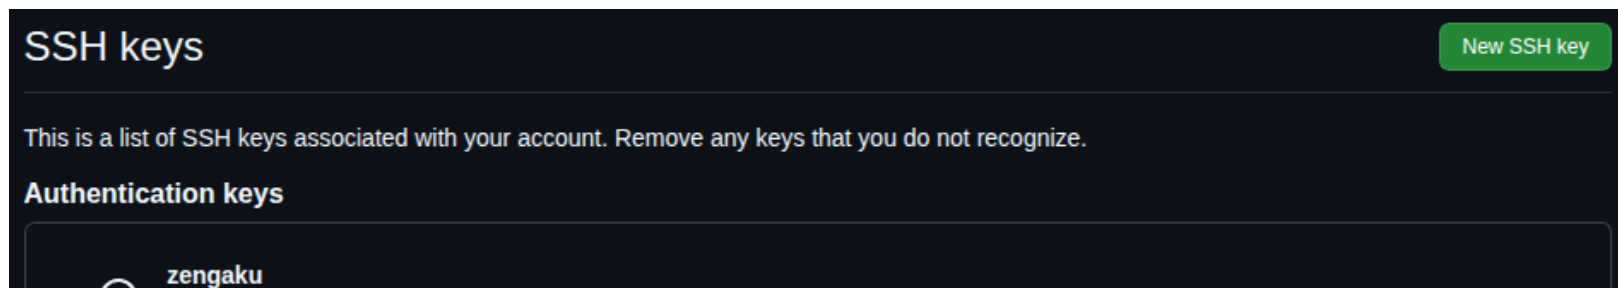 SSH keys
New SSH key
This is a list of SSH keys associated with your account. Remove any keys that you do not recognize.
Authentication keys
zengaku